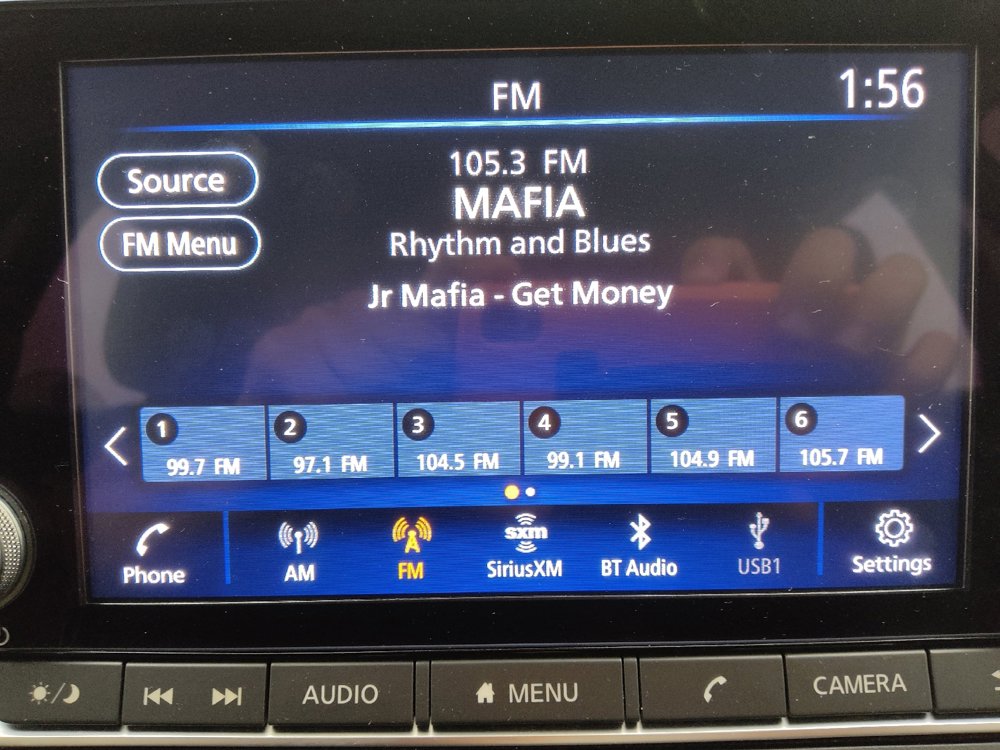 FM
1:56
Source
105.3 FM
MAFIA
FM Menu
Rhythm and Blues
Jr Mafia - Get Money
1 2 3 4 5 6
99.7 FM 97.1 FM 104.5 FM 99.1 FM 104.9 FM 105.7 FM
sxm
Phone AM FM SiriusXM BT Audio USB1 Settings
AUDIO MENU CAMERA